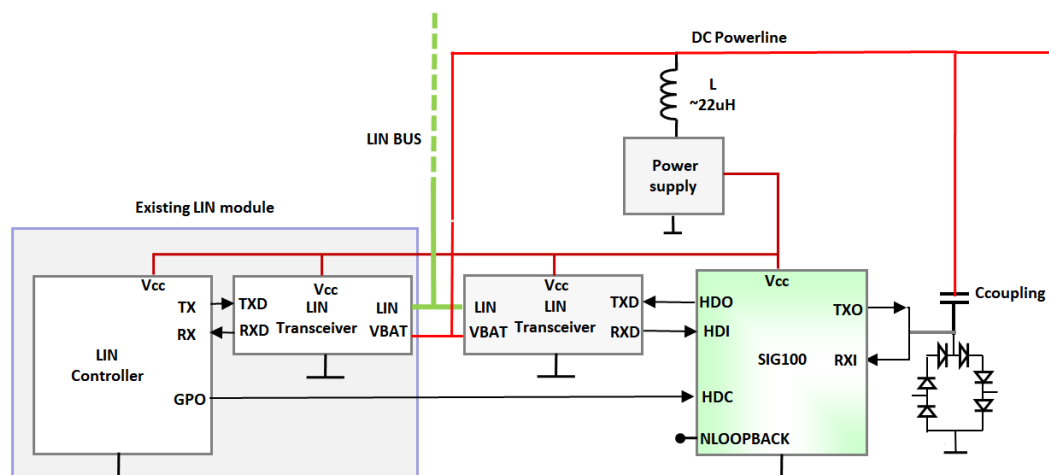 DC Powerline
L
~22uH
LIN BUS
Power
supply
Existing LIN module
Vcc
TX
RX
LIN
Controller
GPO
TXD
RXD
Vcc
LIN
Transceiver
LIN
VBAT
LIN
VBAT
Vcc
LIN
Transceiver
TXD
RXD
HDO
HDI
HDC
NLOOPBACK
Vcc
SIG100
TXO
RXI
Ccoupling